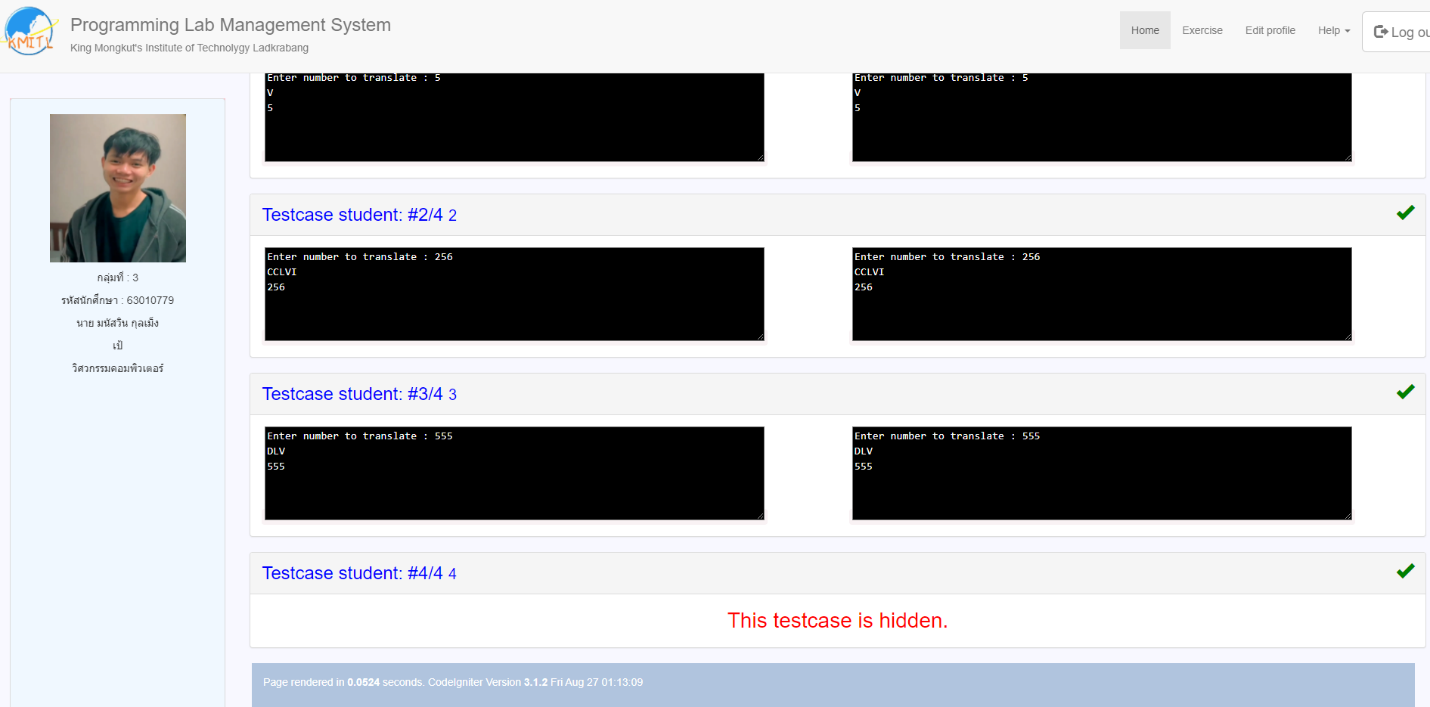 KMITL
Programming Lab Management System
King Mongkut's Institute of Technolygy Ladkrabang
Home Exercise Edit profile Help Log ou
กลุ่มที่ : 3
รหัสนักศึกษา : 63010779
นาย มนัสวิน กุลเม็ง
เป้
วิศวกรรมคอมพิวเตอร์
Enter number to translate : 5
V
5
Enter number to translate : 5
V
5
Testcase student: #2/4 2
Enter number to translate : 256
CCLVI
256
Enter number to translate : 256
CCLVI
256
Testcase student: #3/4 3
Enter number to translate : 555
DLV
555
Enter number to translate : 555
DLV
555
Testcase student: #4/4 4
This testcase is hidden.
Page rendered in 0.0524 seconds. CodeIgniter Version 3.1.2 Fri Aug 27 01:13:09